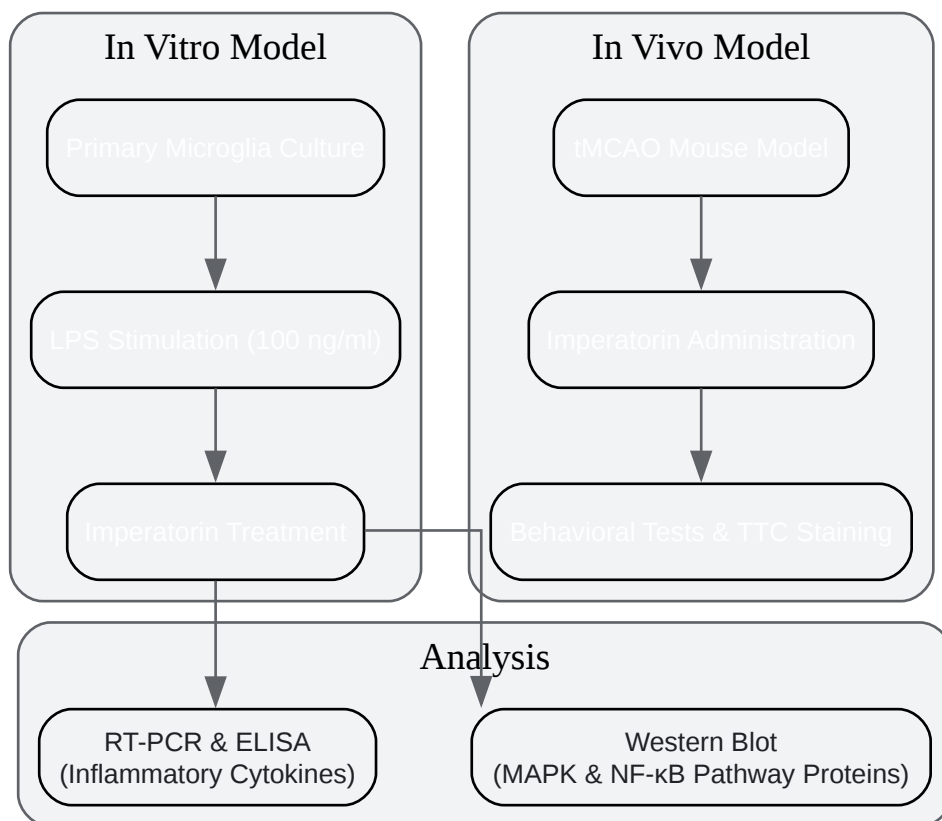 In Vitro Model
Primary Microglia Culture
LPS Stimulation (100 ng/ml)
Imperatorin Treatment
In Vivo Model
tMCAO Mouse Model
Imperatorin Administration
Behavioral Tests & TTC Staining
Analysis
RT-PCR & ELISA
(Inflammatory Cytokines)
Western Blot
(MAPK & NF-κB Pathway Proteins)